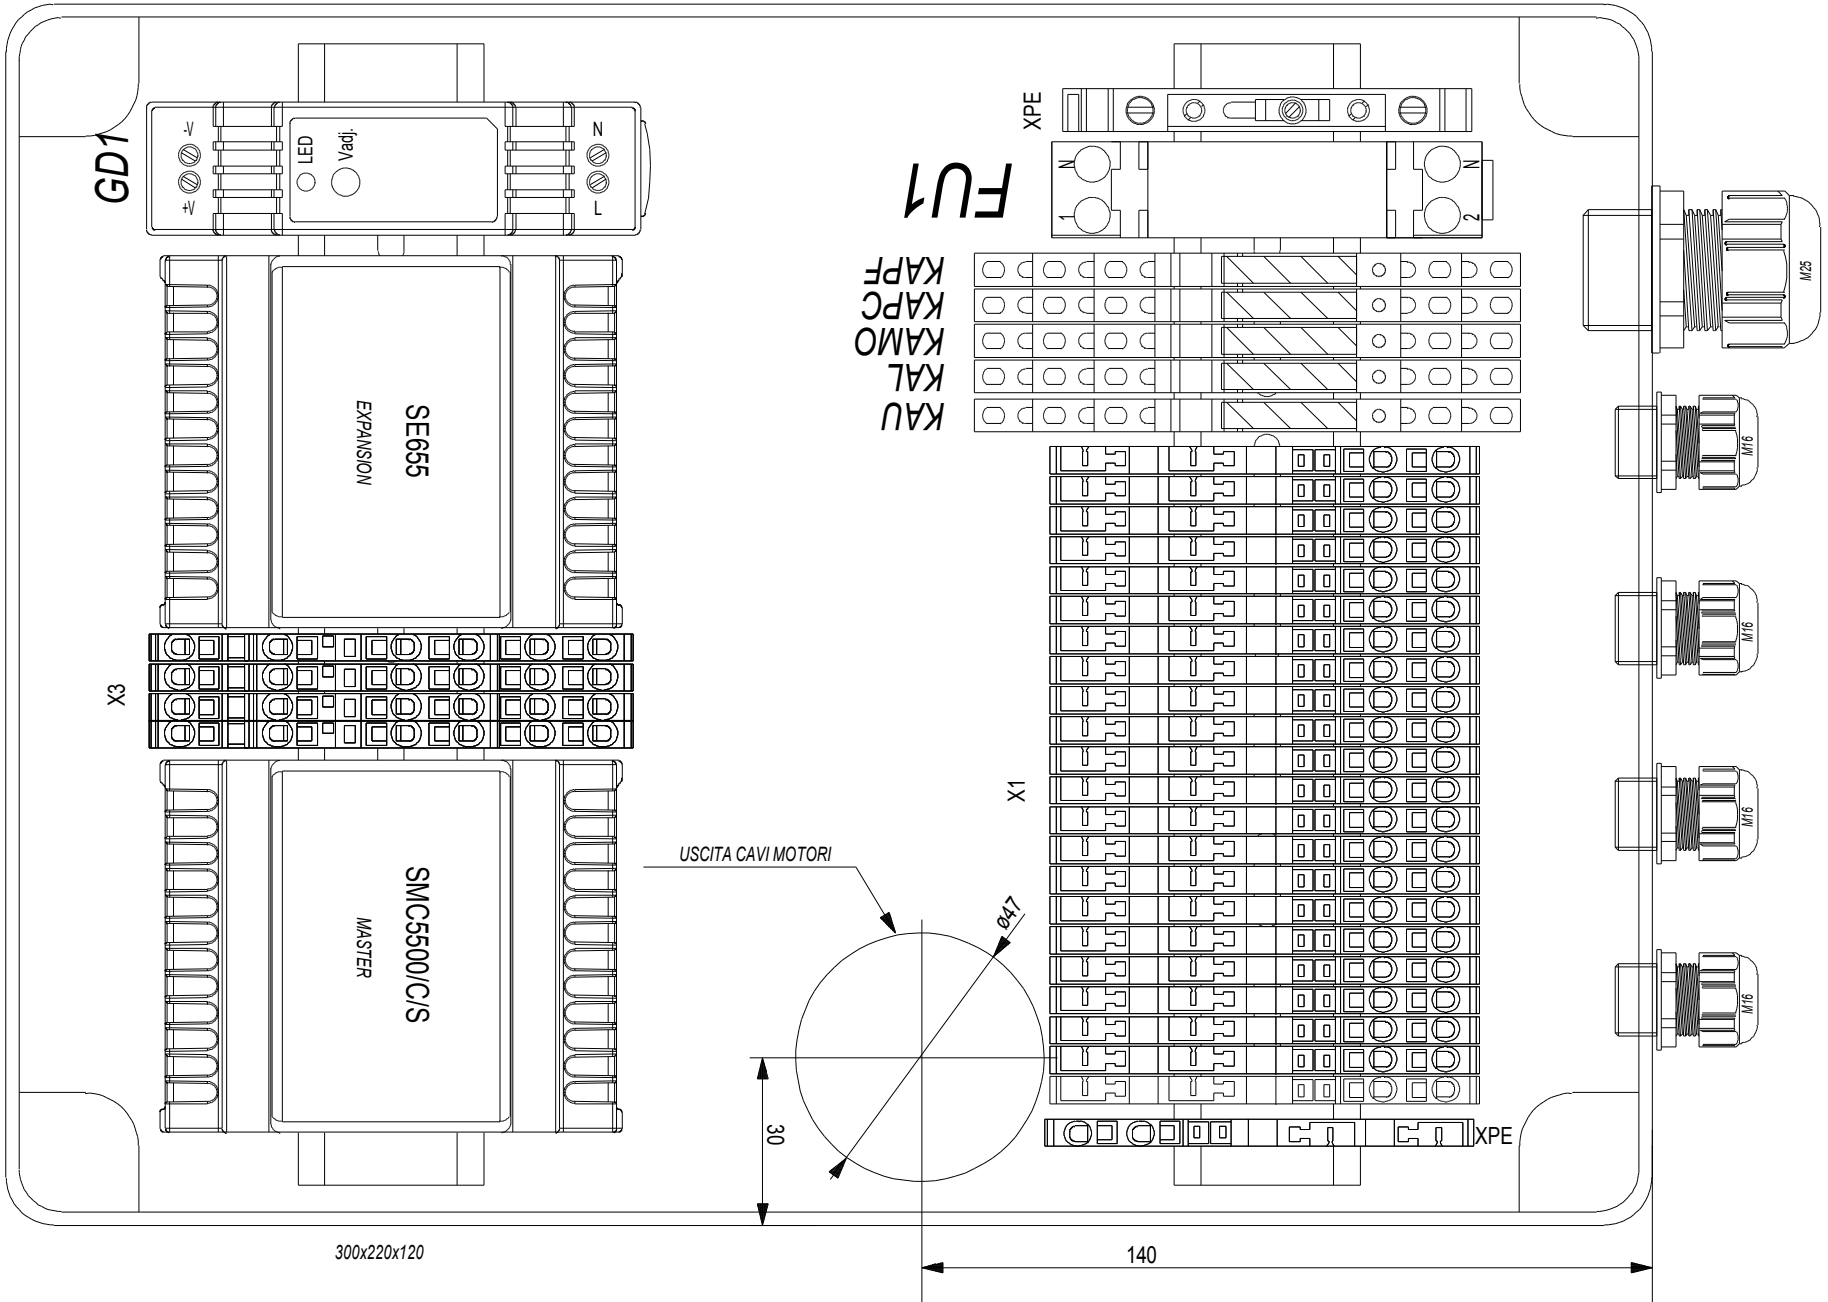 GD1
-V
+V
LED
Vadj.
N
L
XPE
FU1
N
1
N
2
KAPF
KAPC
KAMO
KAL
KAU
M25
M16
M16
M16
M16
SE655
EXPANSION
X3
X1
SMC5500/C/S
MASTER
USCITA CAVI MOTORI
ø47
30
XPE
300x220x120
140